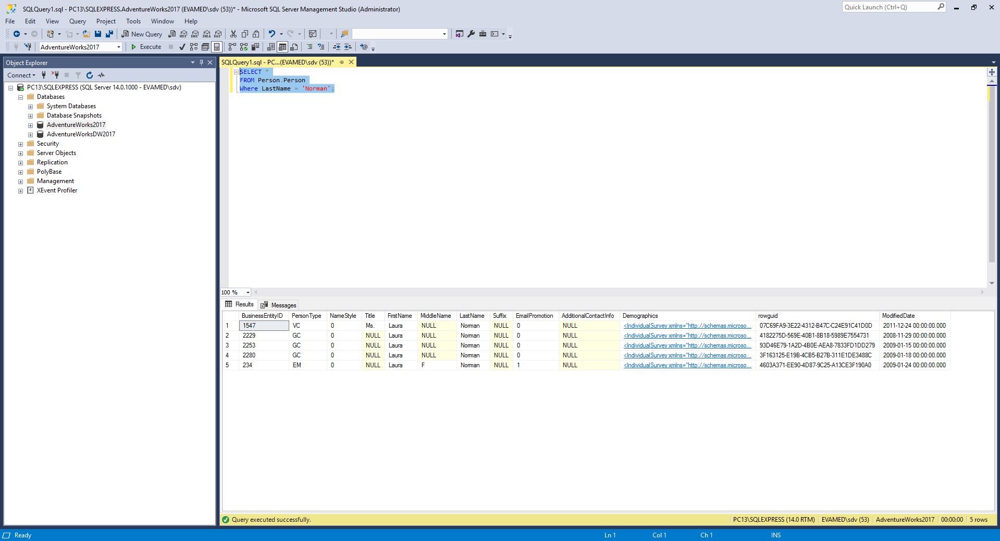 SQLQuery1.sql - PC13\SQLEXPRESS.AdventureWorks2017 (EVAMED\sdv (53))* - Microsoft SQL Server Management Studio (Administrator)
Quick Launch (Ctrl+Q)
File Edit View Query Project Tools Window Help
New Query MDX DMX XMLA DAX
AdventureWorks2017 Execute
Object Explorer
Connect
PC13\SQLEXPRESS (SQL Server 14.0.1000 - EVAMED\sdv)
Databases
System Databases
Database Snapshots
AdventureWorks2017
AdventureWorksDW2017
Security
Server Objects
Replication
PolyBase
Management
XEvent Profiler
SQLQuery1.sql - PC...(EVAMED\sdv (53))*
SELECT *
FROM Person.Person
Where LastName = 'Norman';
100 %
Results Messages
BusinessEntityID PersonType NameStyle Title FirstName MiddleName LastName Suffix EmailPromotion AdditionalContactInfo Demographics rowguid ModifiedDate
1 1547 VC 0 Ms. Laura NULL Norman NULL 0 NULL <IndividualSurvey xmlns="http://schemas.microso... 07C69FA9-3E22-4312-B47C-C24E91C41D0D 2011-12-24 00:00:00.000
2 2229 GC 0 NULL Laura NULL Norman NULL 0 NULL <IndividualSurvey xmlns="http://schemas.microso... 4182275D-569E-40B1-8B18-5989E7554731 2008-11-29 00:00:00.000
3 2253 GC 0 NULL Laura NULL Norman NULL 0 NULL <IndividualSurvey xmlns="http://schemas.microso... 93D46E79-1A2D-4B0E-AEA8-7833FD1DD279 2009-01-15 00:00:00.000
4 2280 GC 0 NULL Laura NULL Norman NULL 0 NULL <IndividualSurvey xmlns="http://schemas.microso... 3F163125-E19B-4CB5-B27B-311E1DE3488C 2009-01-18 00:00:00.000
5 234 EM 0 NULL Laura F Norman NULL 1 NULL <IndividualSurvey xmlns="http://schemas.microso... 4603A371-EE90-4D87-9C25-A13CE3F190A0 2009-01-24 00:00:00.000
Query executed successfully. PC13\SQLEXPRESS (14.0 RTM) EVAMED\sdv (53) AdventureWorks2017 00:00:00 5 rows
Ready Ln 1 Col 1 Ch 1 INS